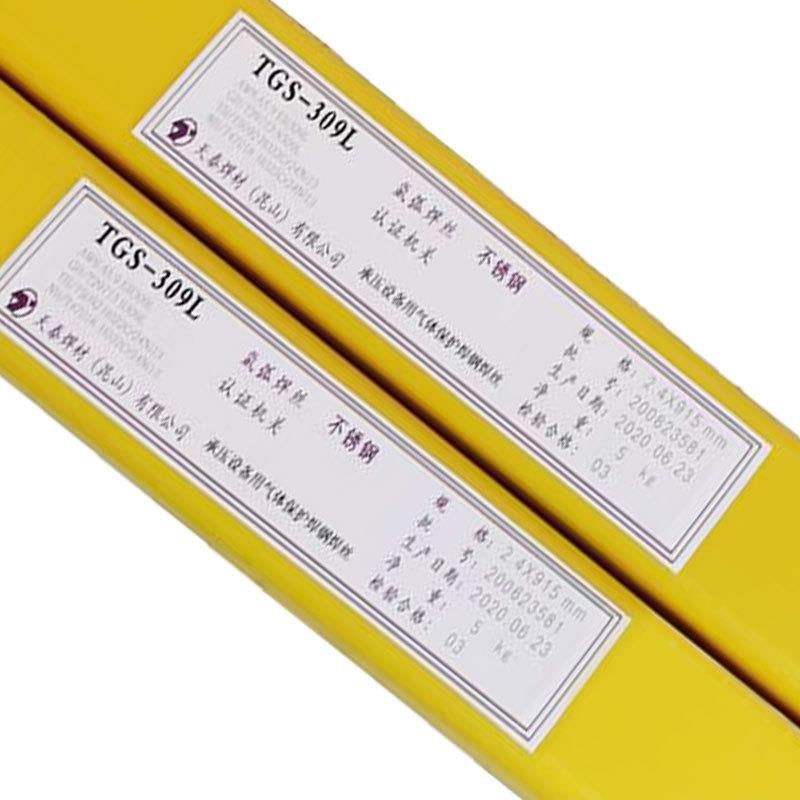 TGS-309L
氩弧焊丝
认证机关
不锈钢
天泰焊材(昆山)有限公司
承压设备用气体保护焊钢焊丝
规 格: 2.4X915 mm
批 号: 200623581
生产日期: 2020.06.23
净 重: 5 kg
检验合格: 03
TGS-309L
氩弧焊丝
认证机关
不锈钢
天泰焊材(昆山)有限公司
承压设备用气体保护焊钢焊丝
规 格: 2.4X915 mm
批 号: 200623581
生产日期: 2020.06.23
净 重: 5 kg
检验合格: 03